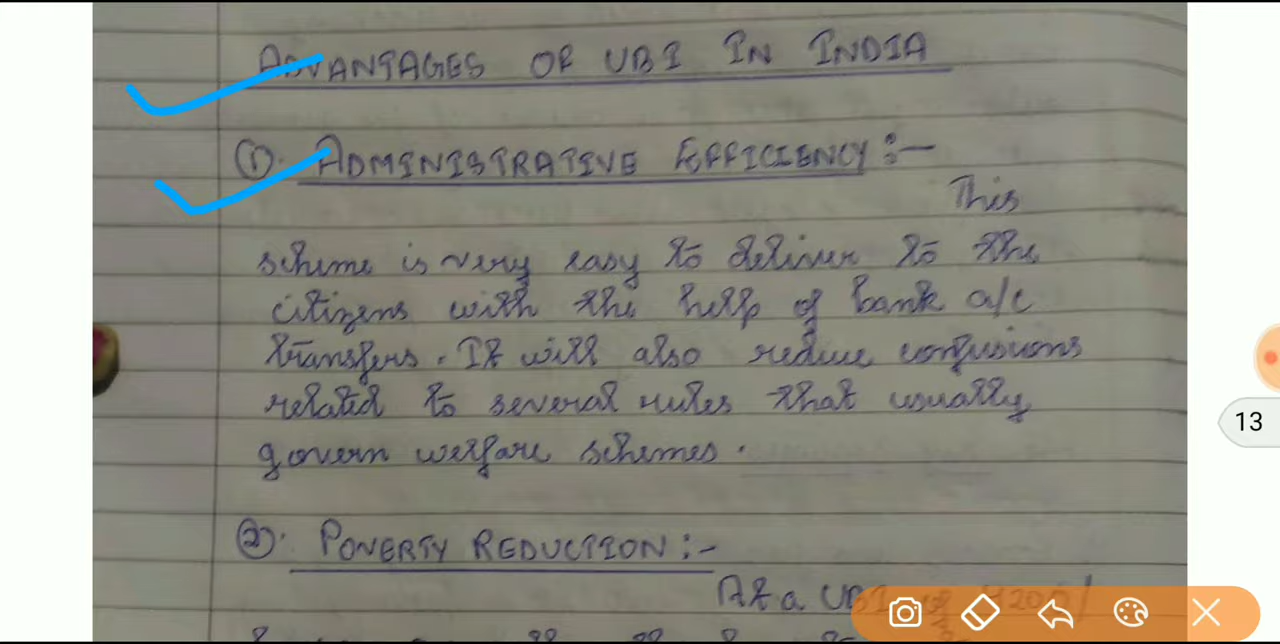 ADVANTAGES OF UBI IN INDIA
(1). ADMINISTRATIVE EFFICIENCY :-
This
scheme is very easy to deliver to the
citizens with the help of bank a/c
transfers. It will also reduce confusions
related to several rules that usually
govern welfare schemes.
(2). POVERTY REDUCTION :-
At a UBI of
13